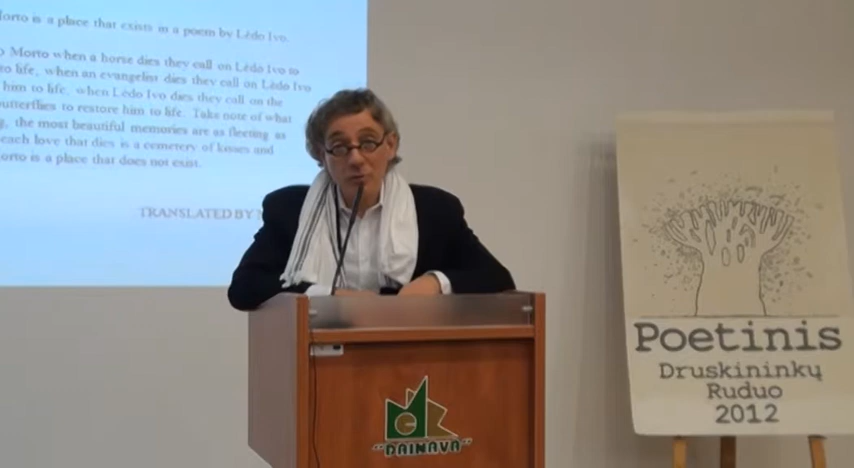 Morto is a place that exists in a poem by Lêdo Ivo.
o Morto when a horse dies they call on Lêdo Ivo to
to life, when an evangelist dies they call on Lêdo Ivo
him to life, when Lêdo Ivo dies they call on the
butterflies to restore him to life. Take note of what
the most beautiful memories are as fleeting as
each love that dies is a cemetery of kisses and
Morto is a place that does not exist.
TRANSLATED BY
Poetinis
Druskininkų
Ruduo
2012
"DAINAVA"